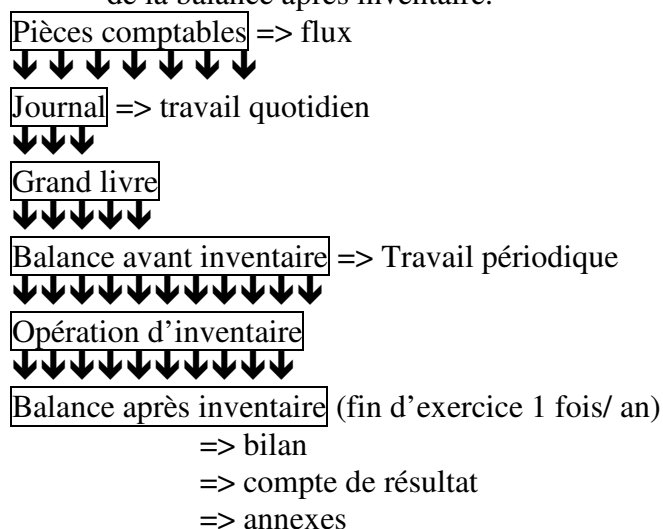 de la balance après inventaire.
Pièces comptables => flux
Journal => travail quotidien
Grand livre
Balance avant inventaire => Travail périodique
Opération d'inventaire
Balance après inventaire (fin d'exercice 1 fois/ an)
=> bilan
=> compte de résultat
=> annexes